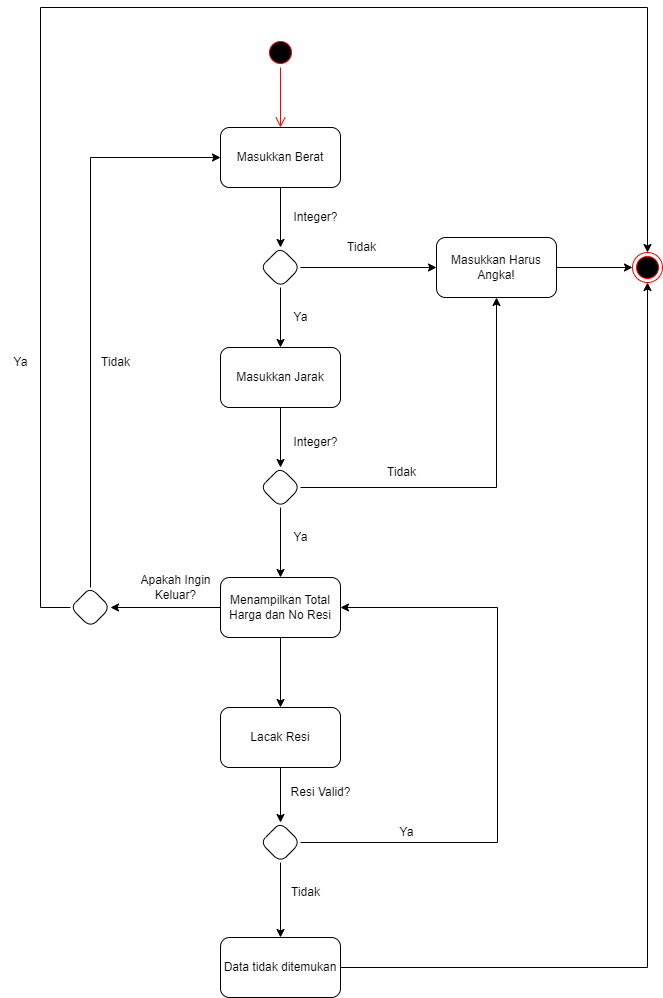 Masukkan Berat
Integer?
Tidak
Masukkan Harus
Angka!
Ya
Ya
Tidak
Masukkan Jarak
Integer?
Tidak
Ya
Apakah Ingin
Keluar?
Menampilkan Total
Harga dan No Resi
Lacak Resi
Resi Valid?
Ya
Tidak
Data tidak ditemukan